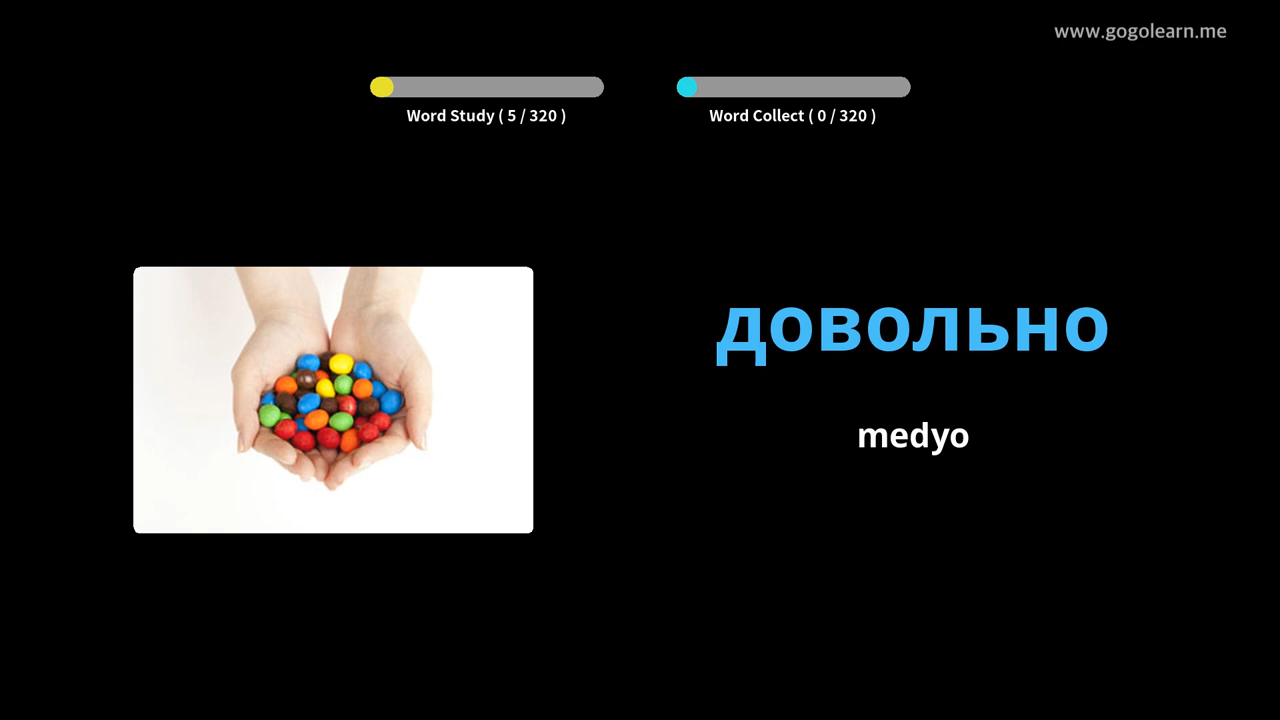 www.gogolearn.me
Word Study ( 5 / 320 )
Word Collect ( 0 / 320 )
довольно
medyo